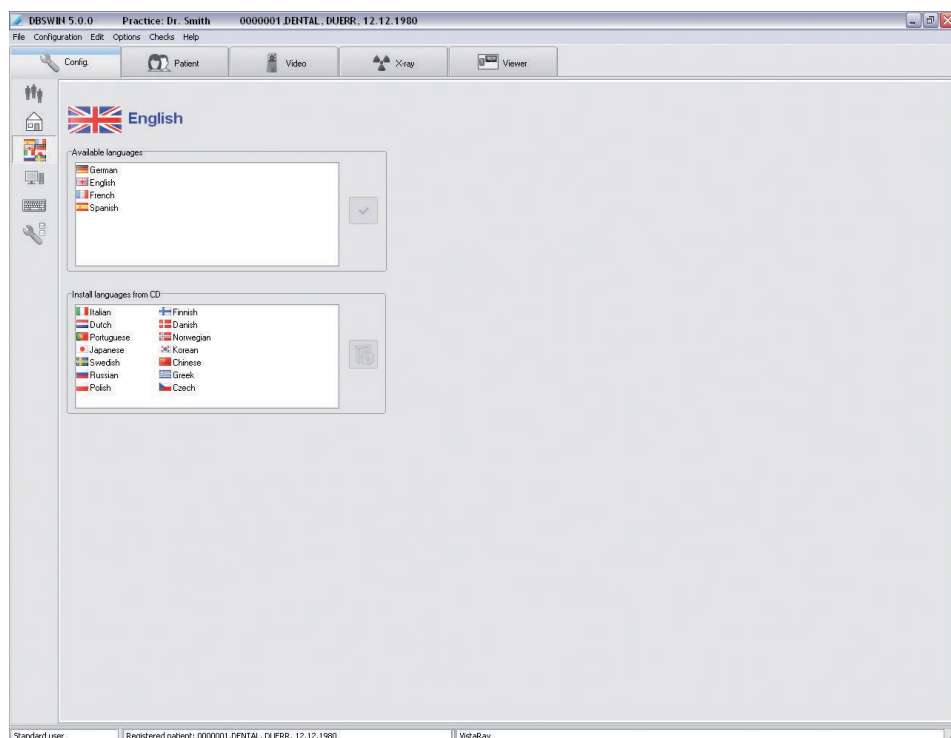 DBSWIN 5.0.0 Practice: Dr. Smith 0000001,DENTAL, DUERR, 12.12.1980
File Configuration Edit Options Checks Help
Config. Patient Video X-ray Viewer
English
Available languages
German
English
French
Spanish
Install languages from CD
Italian Finnish
Dutch Danish
Portuguese Norwegian
Japanese Korean
Swedish Chinese
Russian Greek
Polish Czech
Standard user Registered patient: 0000001,DENTAL, DUERR, 12.12.1980 VistaRay